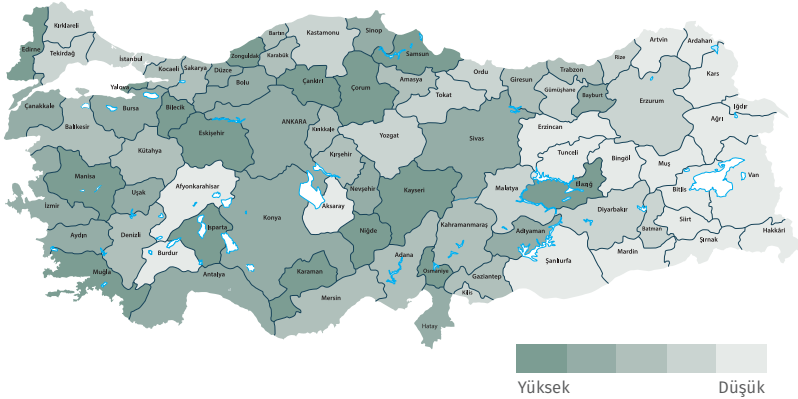 Kırklareli
Edirne
Tekirdağ
İstanbul
Kocaeli
Sakarya
Yalova
Düzce
Zonguldak
Bartın
Karabük
Kastamonu
Sinop
Samsun
Bolu
Çankırı
Çorum
Amasya
Tokat
Ordu
Giresun
Trabzon
Gümüşhane
Bayburt
Rize
Artvin
Ardahan
Kars
Iğdır
Ağrı
Erzurum
Çanakkale
Balıkesir
Bursa
Bilecik
Eskişehir
ANKARA
Kırıkkale
Kırşehir
Yozgat
Sivas
Erzincan
Tunceli
Bingöl
Muş
Bitlis
Van
Kütahya
Manisa
Uşak
Afyonkarahisar
İzmir
Aydın
Denizli
Isparta
Burdur
Konya
Aksaray
Nevşehir
Kayseri
Niğde
Malatya
Elazığ
Diyarbakır
Batman
Siirt
Şırnak
Hakkâri
Mardin
Şanlıurfa
Adıyaman
Kahramanmaraş
Gaziantep
Kilis
Osmaniye
Adana
Hatay
Mersin
Karaman
Antalya
Muğla
Yüksek
Düşük